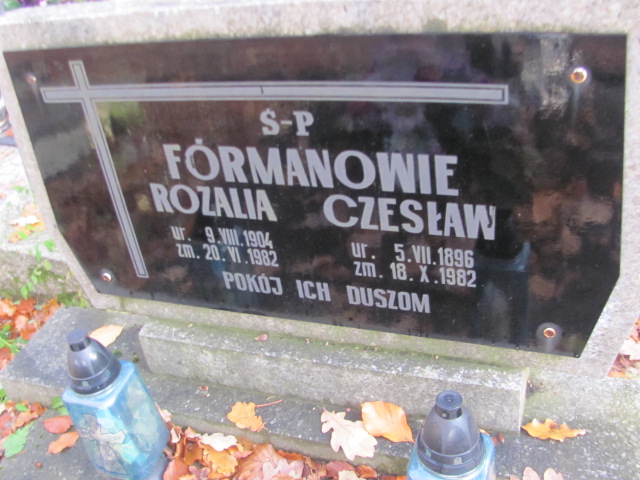 Ś-P
FÓRMANOWIE
ROZALIA CZESŁAW
ur. 9.VIII.1904 ur. 5.VII.1896
zm. 20.VI.1982 zm. 18.X.1982
POKÓJ ICH DUSZOM